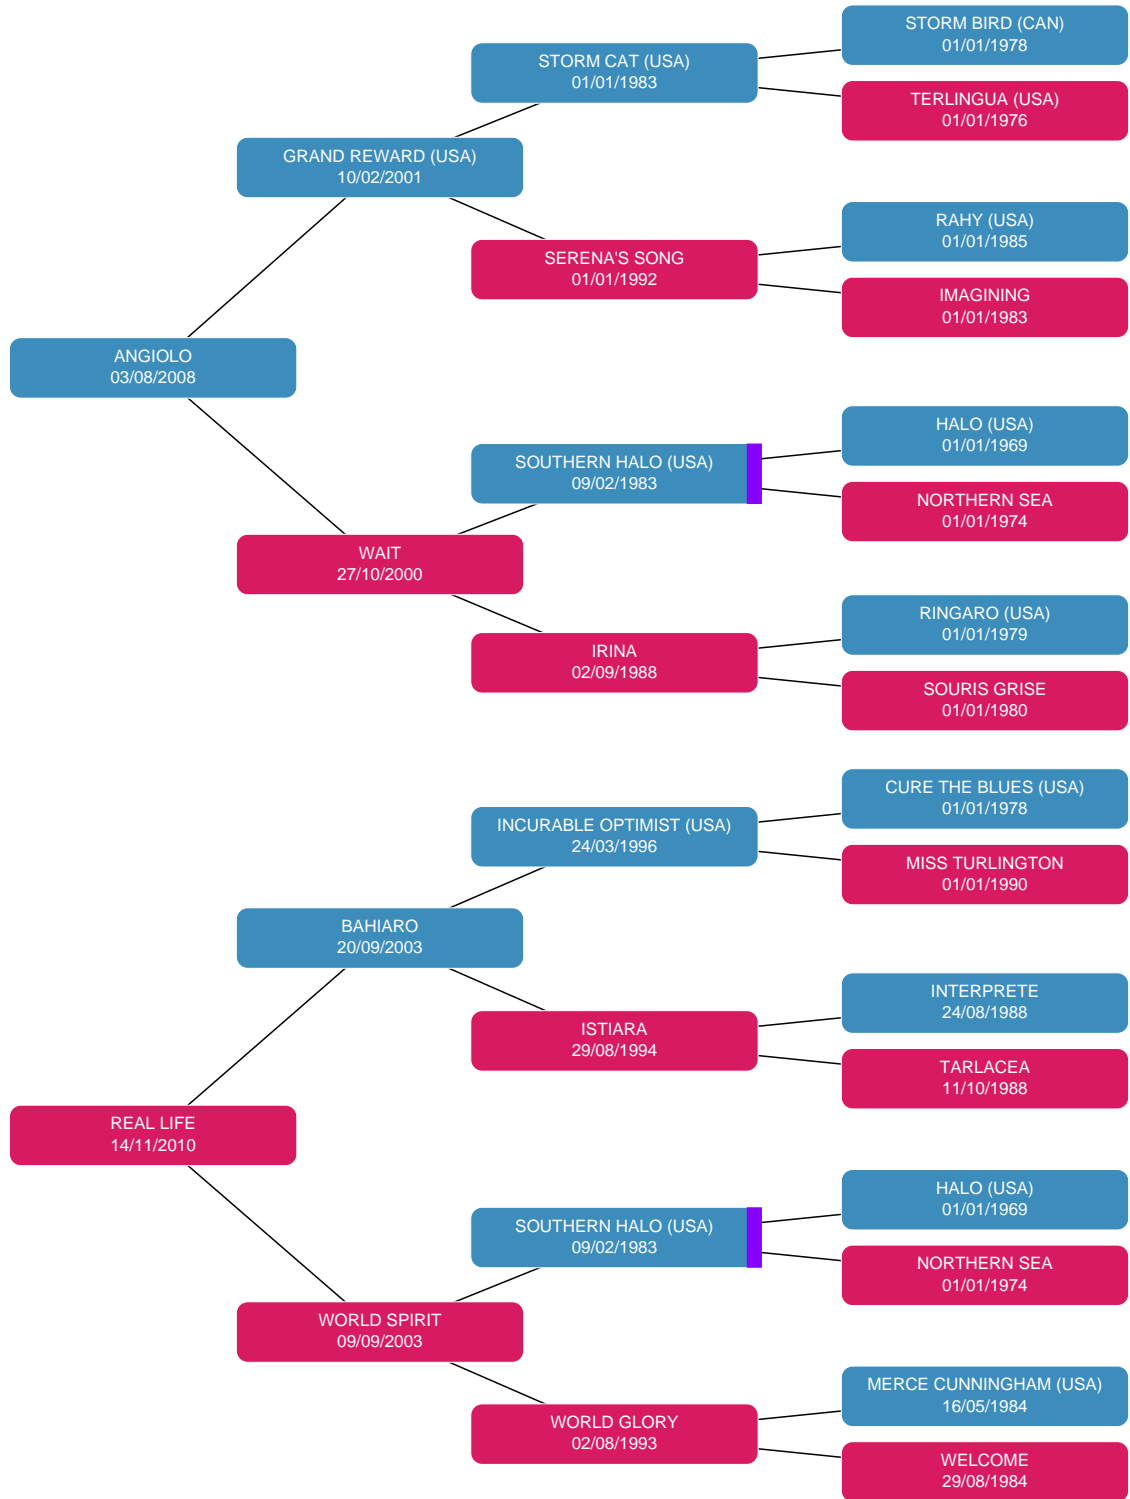 STORM BIRD (CAN)
01/01/1978
STORM CAT (USA)
01/01/1983
TERLINGUA (USA)
01/01/1976
GRAND REWARD (USA)
10/02/2001
RAHY (USA)
01/01/1985
SERENA'S SONG
01/01/1992
IMAGINING
01/01/1983
ANGIOLO
03/08/2008
HALO (USA)
01/01/1969
SOUTHERN HALO (USA)
09/02/1983
NORTHERN SEA
01/01/1974
WAIT
27/10/2000
RINGARO (USA)
01/01/1979
IRINA
02/09/1988
SOURIS GRISE
01/01/1980
CURE THE BLUES (USA)
01/01/1978
INCURABLE OPTIMIST (USA)
24/03/1996
MISS TURLINGTON
01/01/1990
BAHIARO
20/09/2003
INTERPRETE
24/08/1988
ISTIARA
29/08/1994
TARLACEA
11/10/1988
REAL LIFE
14/11/2010
HALO (USA)
01/01/1969
SOUTHERN HALO (USA)
09/02/1983
NORTHERN SEA
01/01/1974
WORLD SPIRIT
09/09/2003
MERCE CUNNINGHAM (USA)
16/05/1984
WORLD GLORY
02/08/1993
WELCOME
29/08/1984